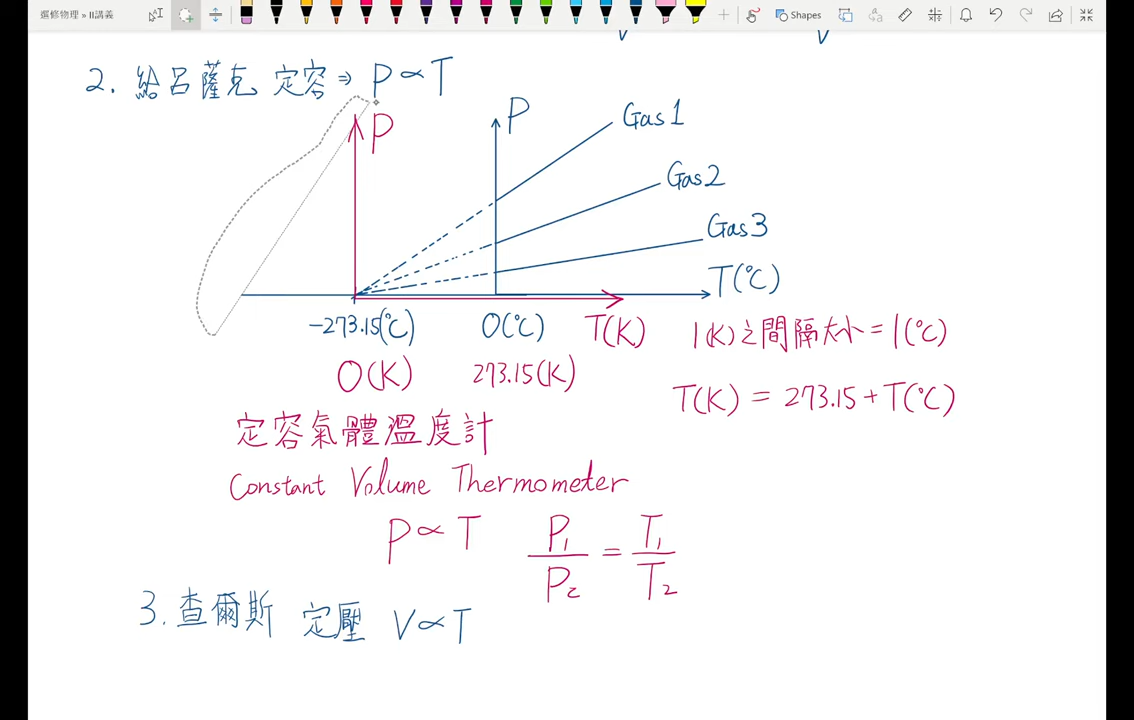 選修物理 » II講義
Shapes
2. 給呂薩克 定容 ⇒ P ∝ T
P
P
Gas 1
Gas 2
Gas 3
T(℃)
-273.15(℃)
0(℃)
T(K)
1(K)之間隔大小 = 1(℃)
0(K)
273.15(K)
T(K) = 273.15 + T(℃)
定容氣體溫度計
Constant Volume Thermometer
P ∝ T
P₁/P₂ = T₁/T₂
3. 查爾斯 定壓 V ∝ T